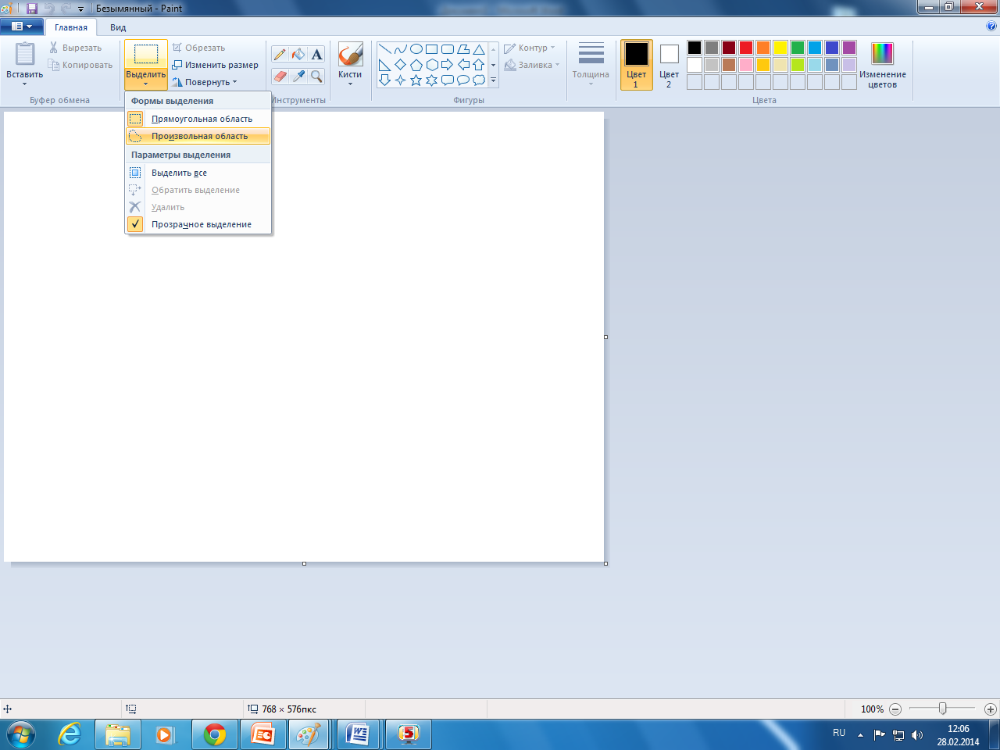 Безымянный - Paint
Главная
Вид
Вставить
Вырезать
Копировать
Буфер обмена
Выделить
Обрезать
Изменить размер
Повернуть
Инструменты
Кисти
Фигуры
Контур
Заливка
Толщина
Цвет 1
Цвет 2
Изменение цветов
Цвета
Формы выделения
Прямоугольная область
Произвольная область
Параметры выделения
Выделить все
Обратить выделение
Удалить
Прозрачное выделение
768 × 576пкс
100%
RU
12:06
28.02.2014